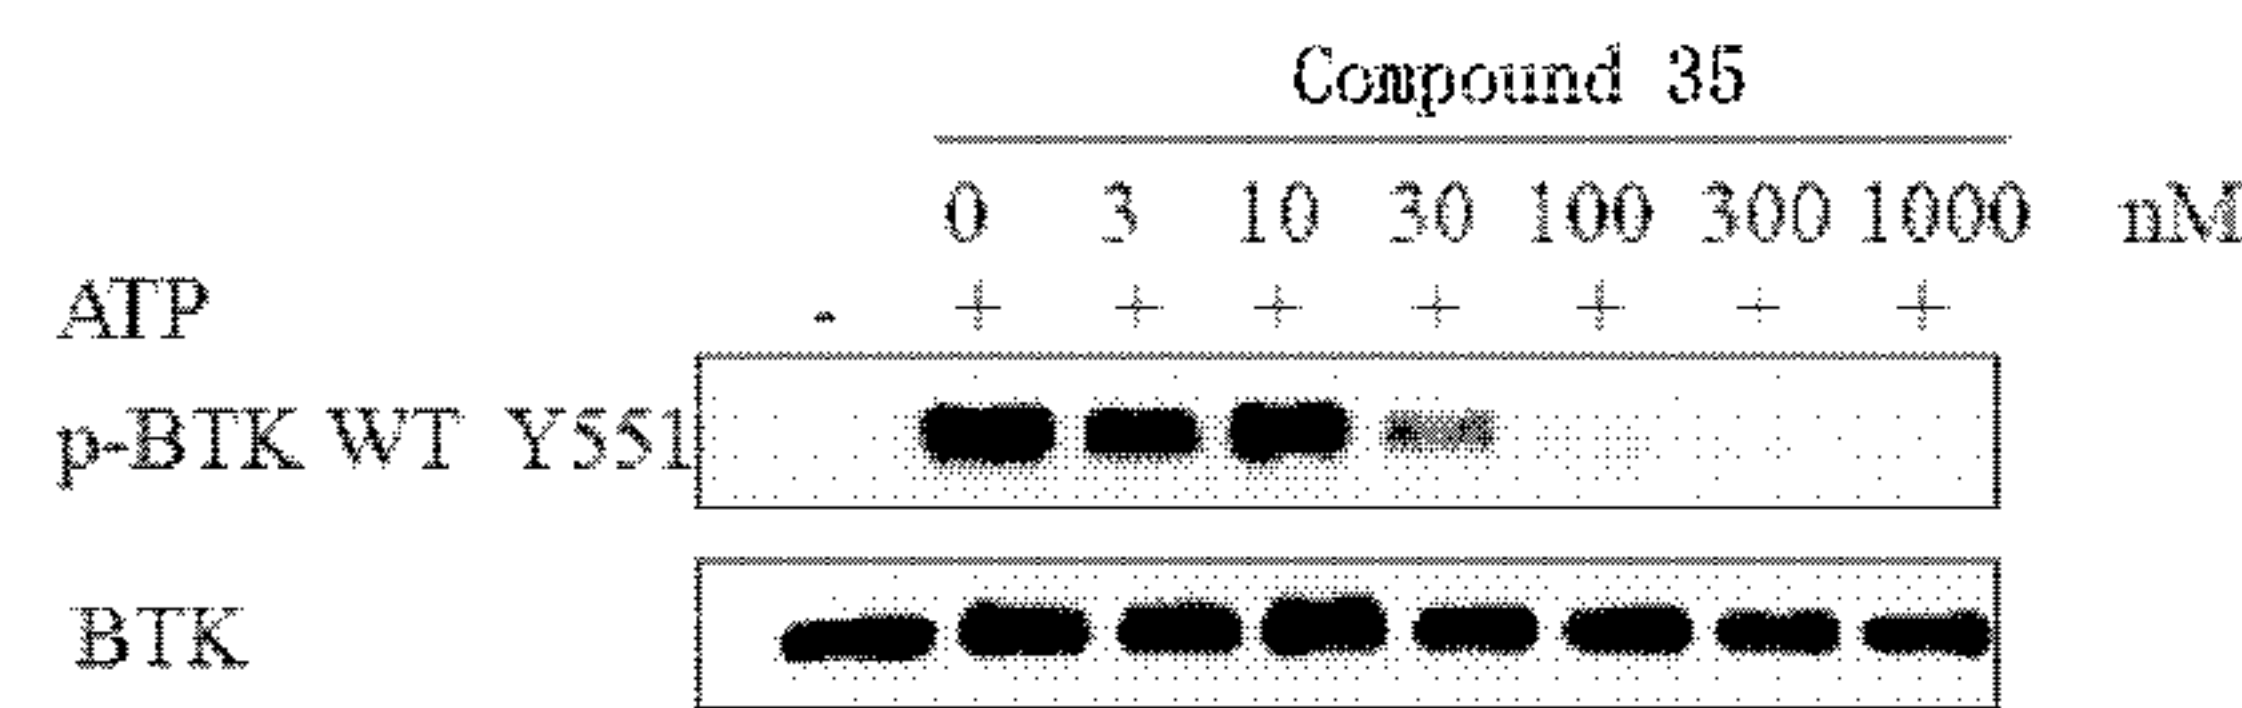 Compound 35
0 3 10 30 100 300 1000 nM
ATP - + + + + + + +
p-BTK WT Y551
BTK